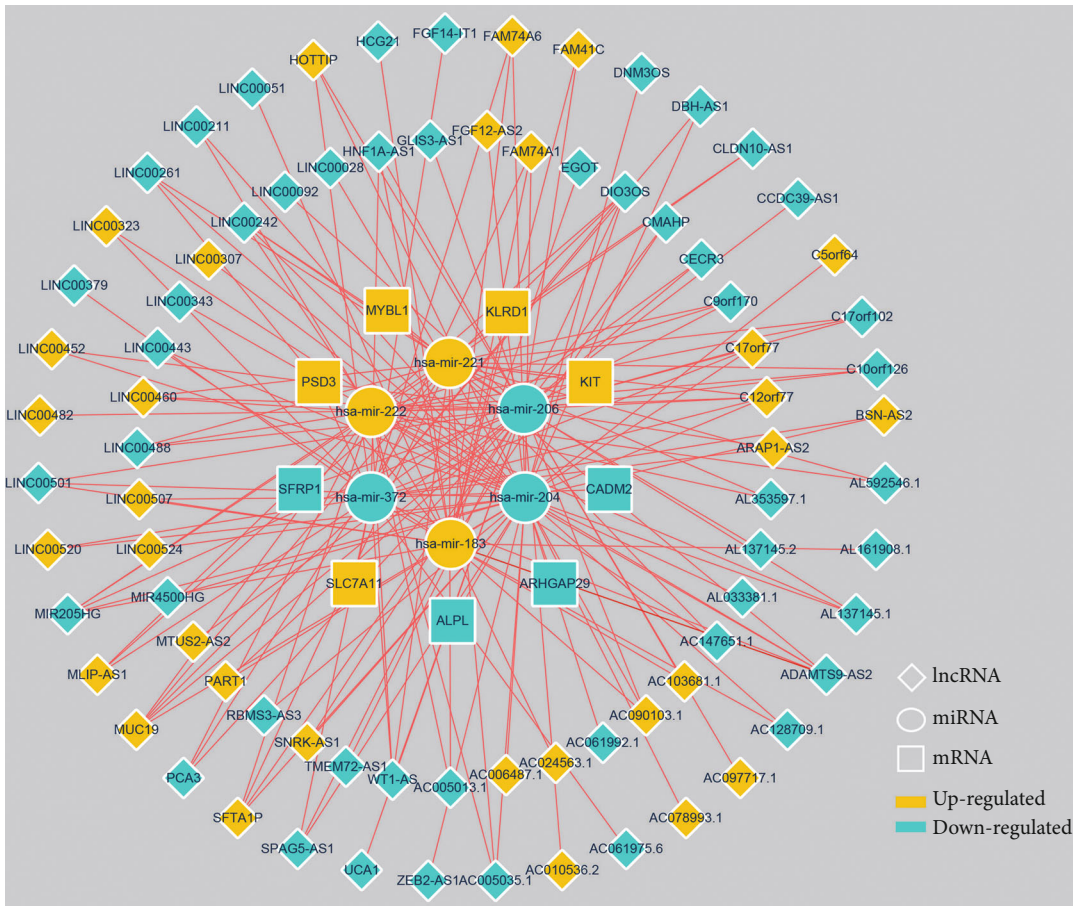 FGF14-IT1
FAM74A6
HCG21
FAM41C
HOTTIP
DNM3OS
LINC00051
DBH-AS1
LINC00211
FGF12-AS2
GLIS3-AS1
HNF1A-AS1
FAM74A1
CLDN10-AS1
LINC00261
LINC00028
EGOT
LINC00092
DIO3OS
CCDC39-AS1
LINC00323
LINC00242
CMAHP
LINC00307
CECR3
C5orf64
LINC00379
LINC00343
C9orf170
MYBL1
KLRD1
C17orf102
LINC00452
LINC00443
C17orf77
hsa-mir-221
C10orf126
PSD3
KIT
LINC00460
C12orf77
LINC00482
hsa-mir-222
hsa-mir-206
BSN-AS2
LINC00488
ARAP1-AS2
LINC00501
SFRP1
hsa-mir-372
hsa-mir-204
CADM2
AL592546.1
LINC00507
AL353597.1
LINC00520
LINC00524
hsa-mir-183
AL137145.2
AL161908.1
SLC7A11
ARHGAP29
MIR205HG
MIR4500HG
AL033381.1
AL137145.1
ALPL
MTUS2-AS2
AC147651.1
MLIP-AS1
PART1
AC103681.1
ADAMTS9-AS2
lncRNA
RBMS3-AS3
AC090103.1
miRNA
MUC19
SNRK-AS1
AC061992.1
AC128709.1
mRNA
PCA3
TMEM72-AS1
WT1-AS
AC005013.1
AC006487.1
AC024563.1
AC097717.1
Up-regulated
SFTA1P
AC078993.1
Down-regulated
SPAG5-AS1
AC061975.6
UCA1
ZEB2-AS1
AC005035.1
AC010536.2